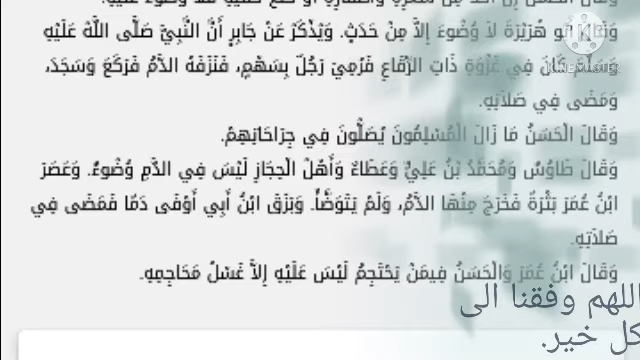 وَقَالَ أَبُو هُرَيْرَةَ لاَ وُضُوءَ إِلاَّ مِنْ حَدَثٍ. وَيُذْكَرُ عَنْ جَابِرٍ أَنَّ النَّبِيَّ صَلَّى اللَّهُ عَلَيْهِ
وَسَلَّمَ كَانَ فِي غَزْوَةِ ذَاتِ الرِّقَاعِ فَرُمِيَ رَجُلٌ بِسَهْمٍ، فَنَزَفَهُ الدَّمُ فَرَكَعَ وَسَجَدَ،
وَمَضَى فِي صَلاَتِهِ.
وَقَالَ الْحَسَنُ مَا زَالَ الْمُسْلِمُونَ يُصَلُّونَ فِي جِرَاحَاتِهِمْ.
وَقَالَ طَاوُسٌ وَمُحَمَّدُ بْنُ عَلِيٍّ وَعَطَاءٌ وَأَهْلُ الْحِجَازِ لَيْسَ فِي الدَّمِ وُضُوءٌ. وَعَصَرَ
ابْنُ عُمَرَ بَثْرَةً فَخَرَجَ مِنْهَا الدَّمُ، وَلَمْ يَتَوَضَّأْ. وَبَزَقَ ابْنُ أَبِي أَوْفَى دَمًا فَمَضَى فِي
صَلاَتِهِ.
وَقَالَ ابْنُ عُمَرَ وَالْحَسَنُ فِيمَنْ يَحْتَجِمُ لَيْسَ عَلَيْهِ إِلاَّ غَسْلُ مَحَاجِمِهِ.
اللهم وفقنا الى
كل خير.
KINEMASTER